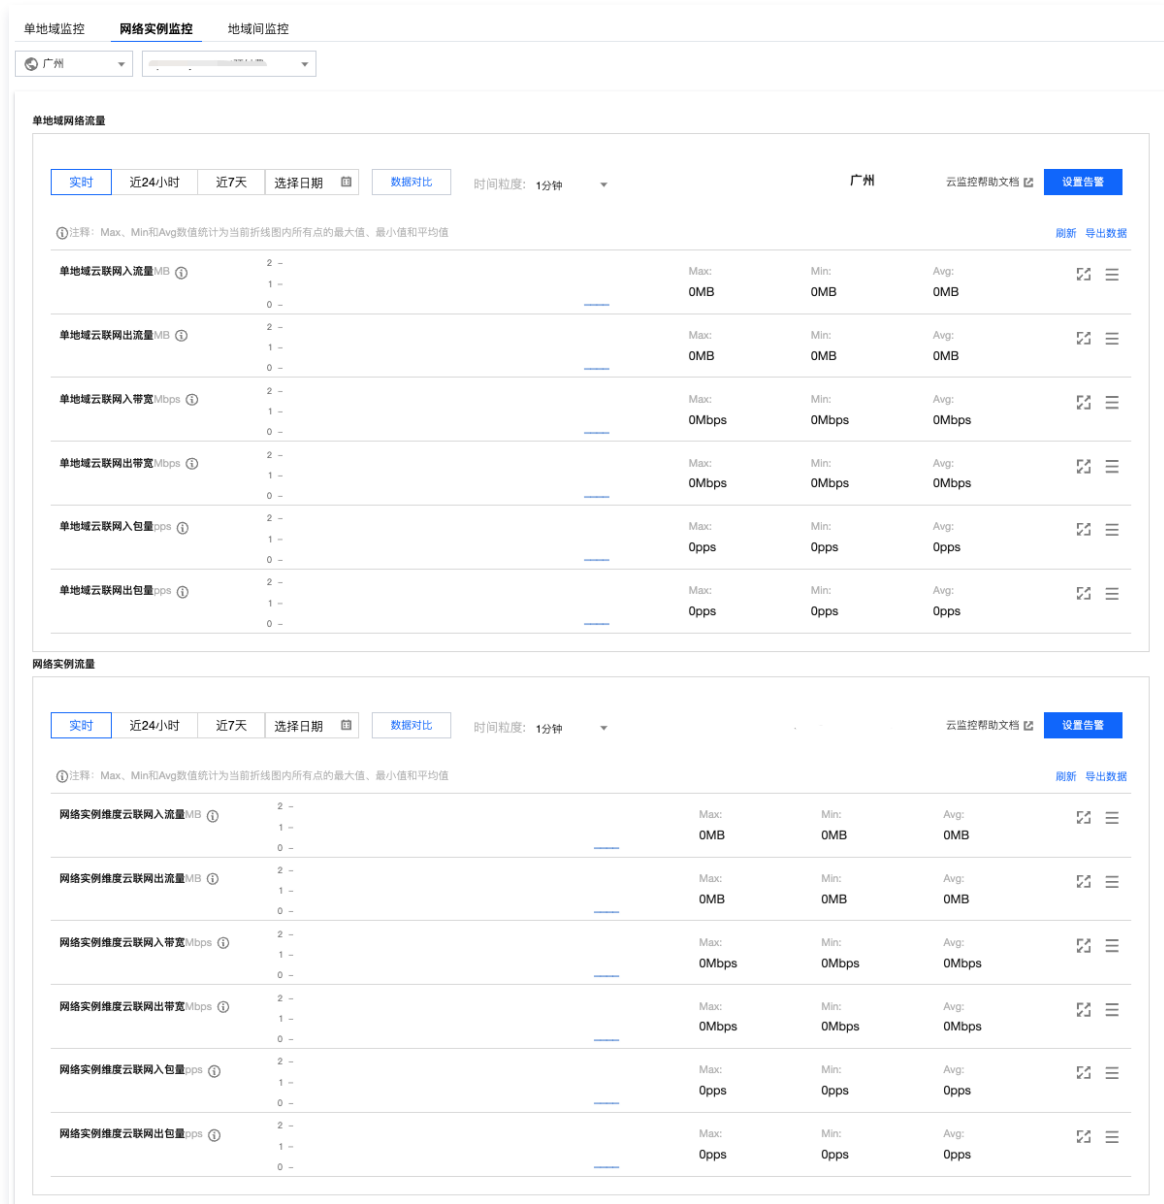 单地域监控 网络实例监控 地域间监控
广州
单地域网络流量
实时 近24小时 近7天 选择日期 数据对比 时间粒度： 1分钟 广州 云监控帮助文档 设置告警
注释：Max、Min和Avg数值统计为当前折线图内所有点的最大值、最小值和平均值 刷新 导出数据
单地域云联网入流量MB 2 1 0 Max: 0MB Min: 0MB Avg: 0MB
单地域云联网出流量MB 2 1 0 Max: 0MB Min: 0MB Avg: 0MB
单地域云联网入带宽Mbps 2 1 0 Max: 0Mbps Min: 0Mbps Avg: 0Mbps
单地域云联网出带宽Mbps 2 1 0 Max: 0Mbps Min: 0Mbps Avg: 0Mbps
单地域云联网入包量pps 2 1 0 Max: 0pps Min: 0pps Avg: 0pps
单地域云联网出包量pps 2 1 0 Max: 0pps Min: 0pps Avg: 0pps
网络实例流量
实时 近24小时 近7天 选择日期 数据对比 时间粒度： 1分钟 云监控帮助文档 设置告警
注释：Max、Min和Avg数值统计为当前折线图内所有点的最大值、最小值和平均值 刷新 导出数据
网络实例维度云联网入流量MB 2 1 0 Max: 0MB Min: 0MB Avg: 0MB
网络实例维度云联网出流量MB 2 1 0 Max: 0MB Min: 0MB Avg: 0MB
网络实例维度云联网入带宽Mbps 2 1 0 Max: 0Mbps Min: 0Mbps Avg: 0Mbps
网络实例维度云联网出带宽Mbps 2 1 0 Max: 0Mbps Min: 0Mbps Avg: 0Mbps
网络实例维度云联网入包量pps 2 1 0 Max: 0pps Min: 0pps Avg: 0pps
网络实例维度云联网出包量pps 2 1 0 Max: 0pps Min: 0pps Avg: 0pps